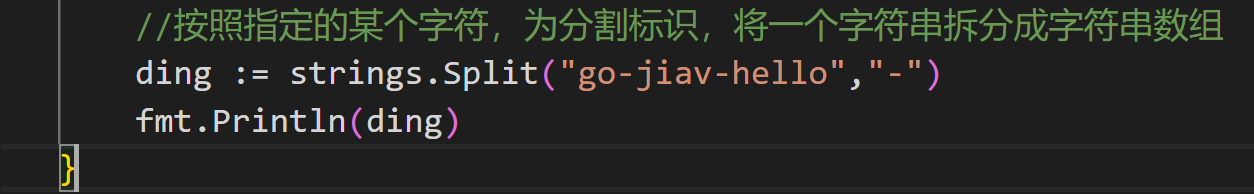 //按照指定的某个字符，为分割标识，将一个字符串拆分成字符串数组
ding := strings.Split("go-jiav-hello","-")
fmt.Println(ding)
}